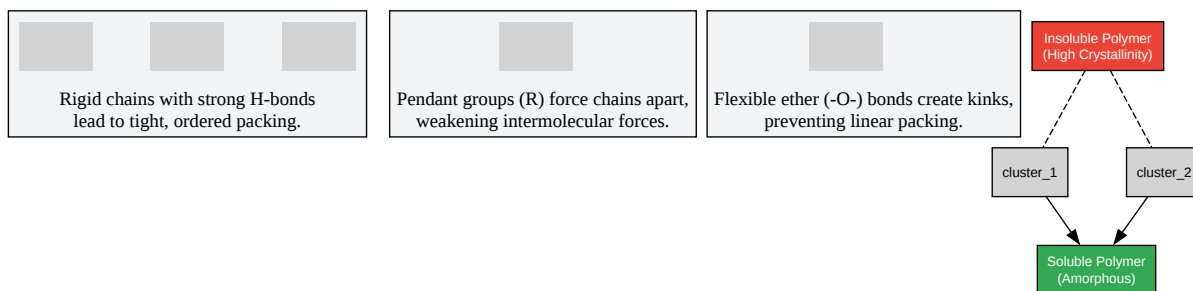 Rigid chains with strong H-bonds
lead to tight, ordered packing.
Pendant groups (R) force chains apart,
weakening intermolecular forces.
Flexible ether (-O-) bonds create kinks,
preventing linear packing.
Insoluble Polymer
(High Crystallinity)
cluster_1
cluster_2
Soluble Polymer
(Amorphous)